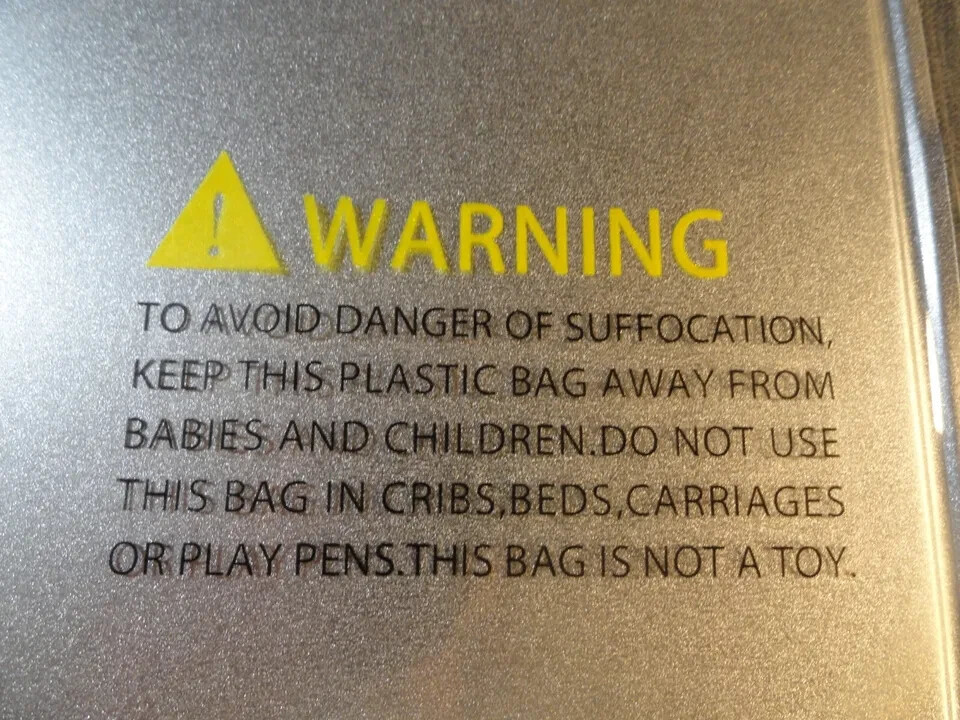 ! WARNING
TO AVOID DANGER OF SUFFOCATION,
KEEP THIS PLASTIC BAG AWAY FROM
BABIES AND CHILDREN.DO NOT USE
THIS BAG IN CRIBS,BEDS,CARRIAGES
OR PLAY PENS.THIS BAG IS NOT A TOY.